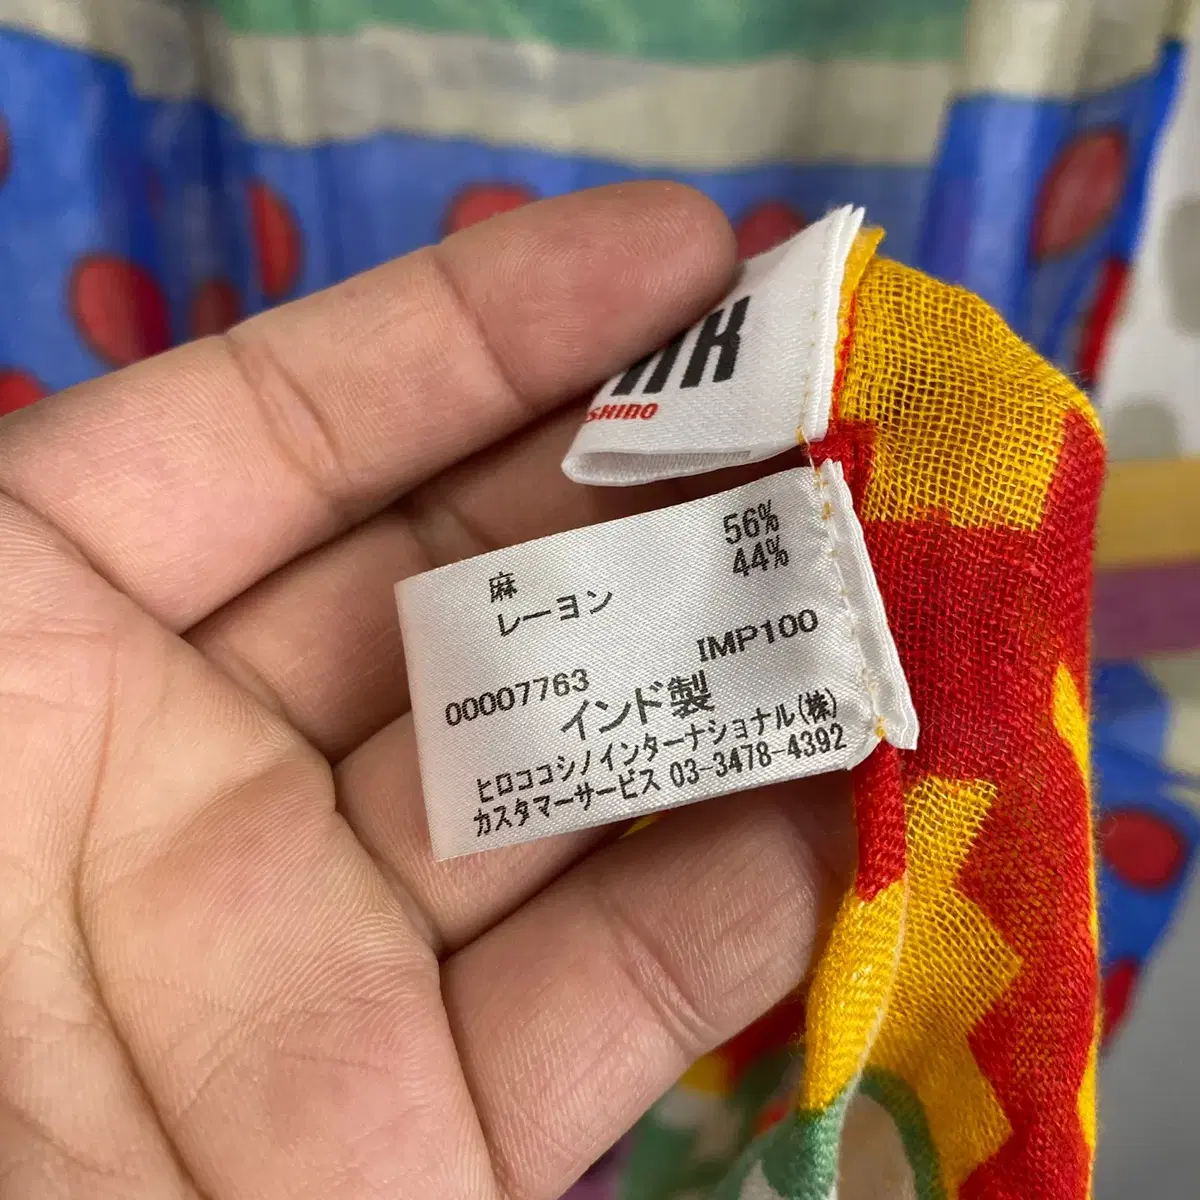 SHIDO
麻 56%
レーヨン 44%
IMP100
00007763
インド製
ヒロココシノインターナショナル(株)
カスタマーサービス 03-3478-4392